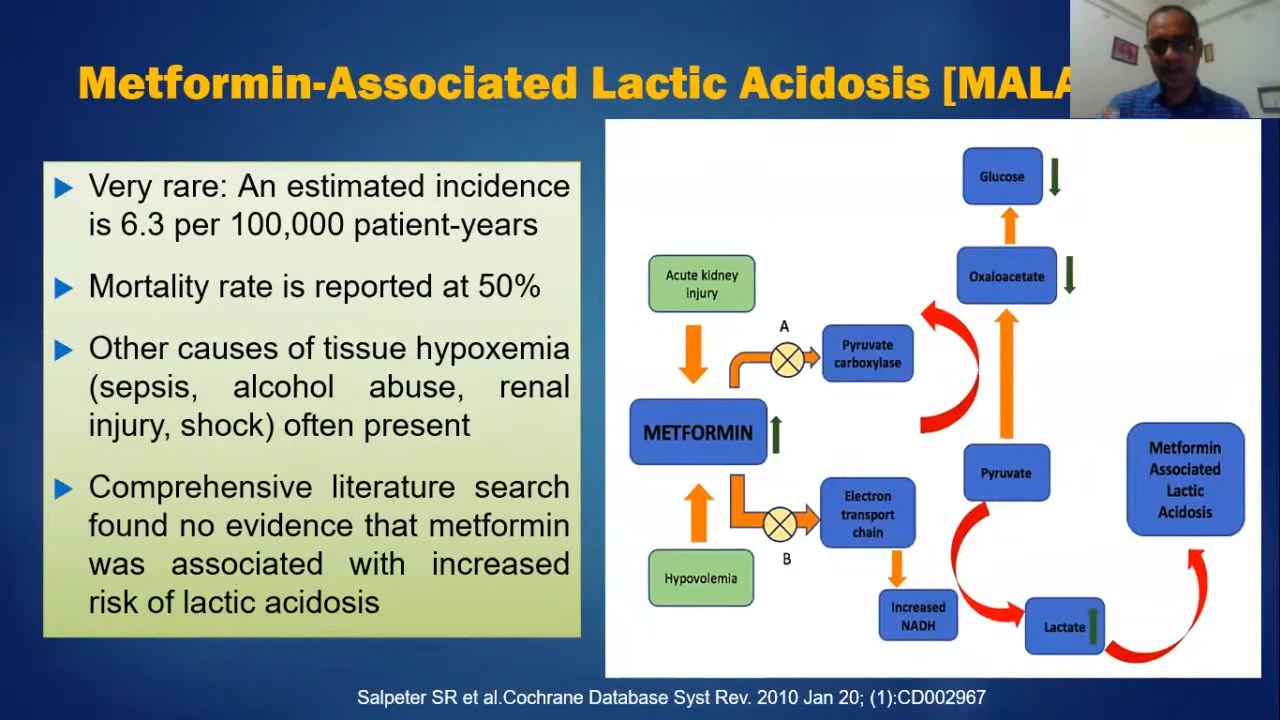 Metformin-Associated Lactic Acidosis [MALA
Very rare: An estimated incidence
is 6.3 per 100,000 patient-years
Mortality rate is reported at 50%
Other causes of tissue hypoxemia
(sepsis, alcohol abuse, renal
injury, shock) often present
Comprehensive literature search
found no evidence that metformin
was associated with increased
risk of lactic acidosis
Glucose
Oxaloacetate
Acute kidney
injury
A
Pyruvate
carboxylase
METFORMIN
Pyruvate
Metformin
Associated
Lactic
Acidosis
Electron
transport
chain
B
Hypovolemia
Increased
NADH
Lactate
Salpeter SR et al.Cochrane Database Syst Rev. 2010 Jan 20; (1):CD002967